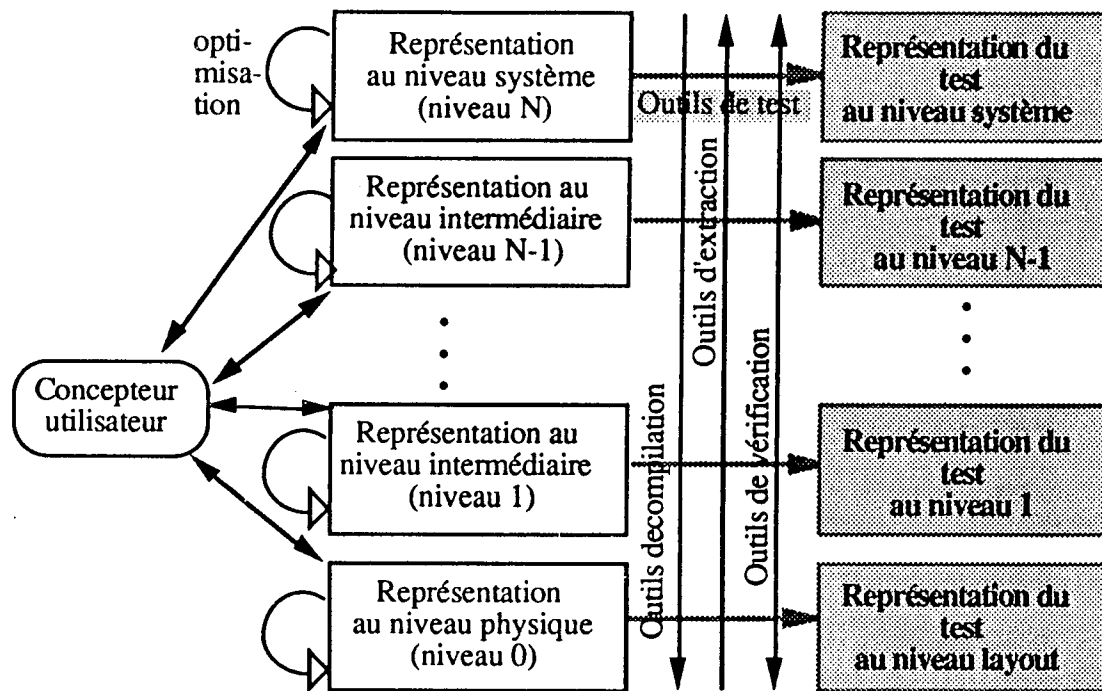 opti-
misa-
tion
Représentation
au niveau système
(niveau N)
Outils de test
Représentation du
test
au niveau système
Représentation au
niveau intermédiaire
(niveau N-1)
Représentation du
test
au niveau N-1
Outils d'extraction
Concepteur
utilisateur
Représentation au
niveau intermédiaire
(niveau 1)
Outils decompilation
Outils de vérification
Représentation du
test
au niveau 1
Représentation
au niveau physique
(niveau 0)
Représentation du
test
au niveau layout